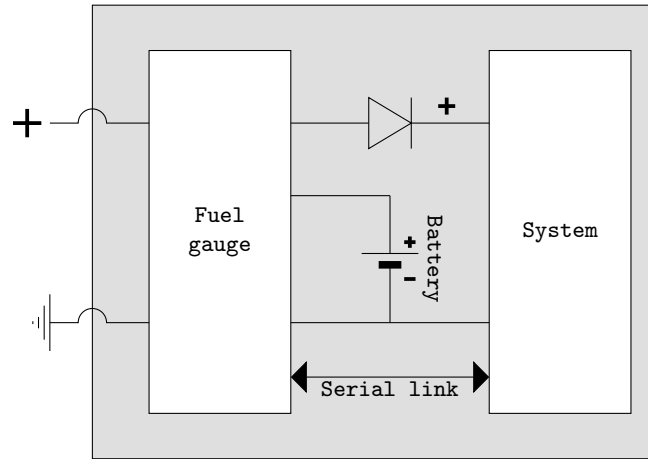 +
+
Fuel
gauge
Battery
+
-
System
Serial link